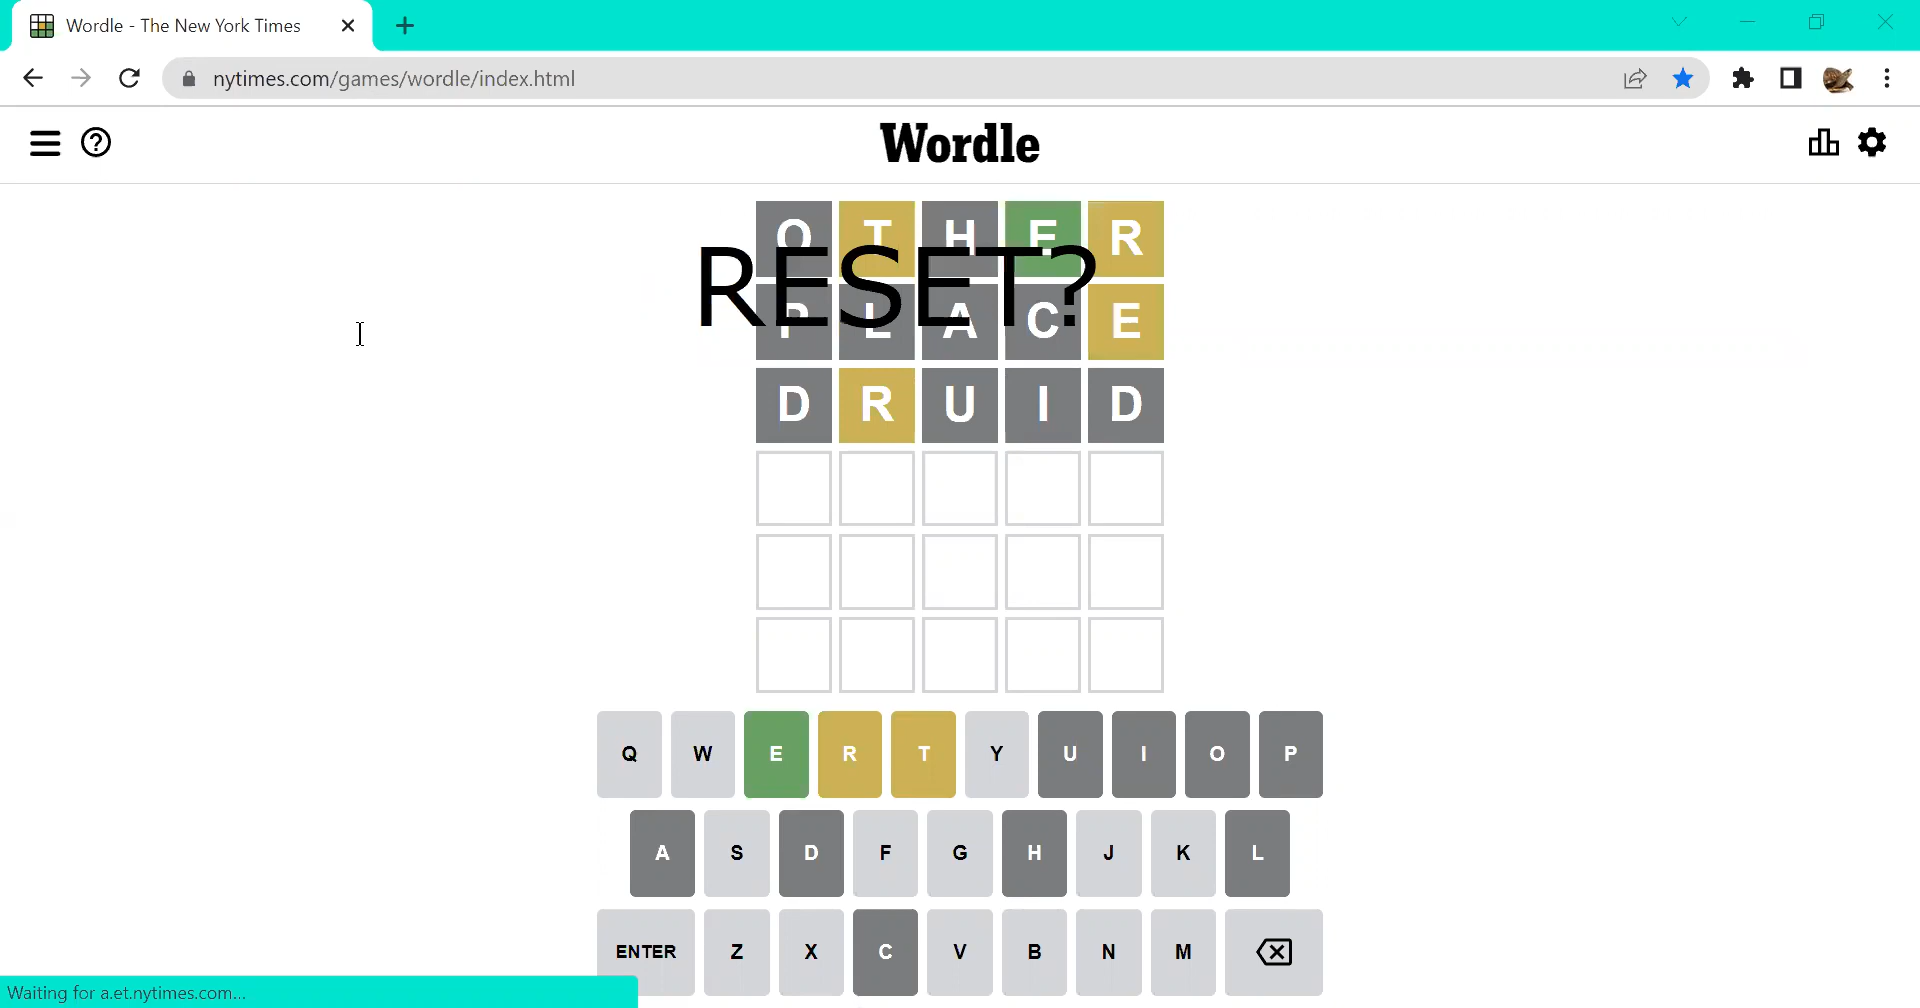 Wordle - The New York Times
nytimes.com/games/wordle/index.html
Wordle
O T H E R
RESET?
P L A C E
D R U I D
Q W E R T Y U I O P
A S D F G H J K L
ENTER Z X C V B N M
Waiting for a.et.nytimes.com...